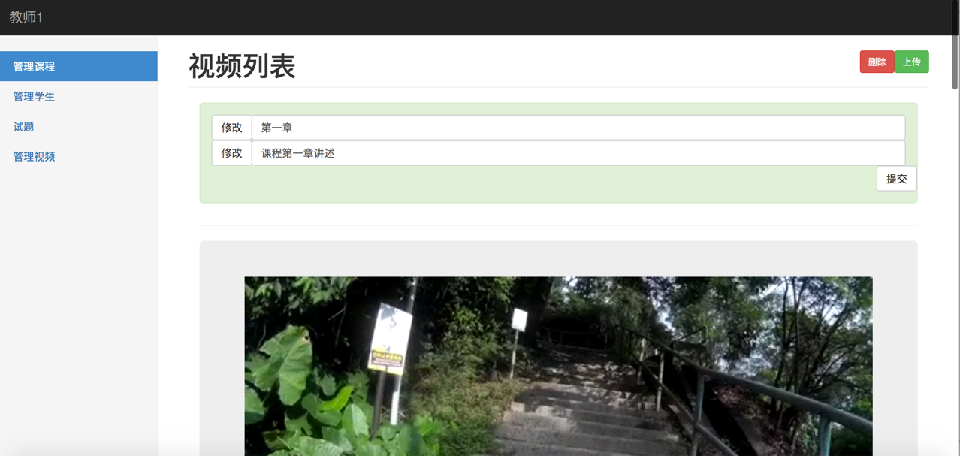 教师1
管理课程
管理学生
试题
管理视频
视频列表
删除 上传
修改 第一章
修改 课程第一章讲述
提交